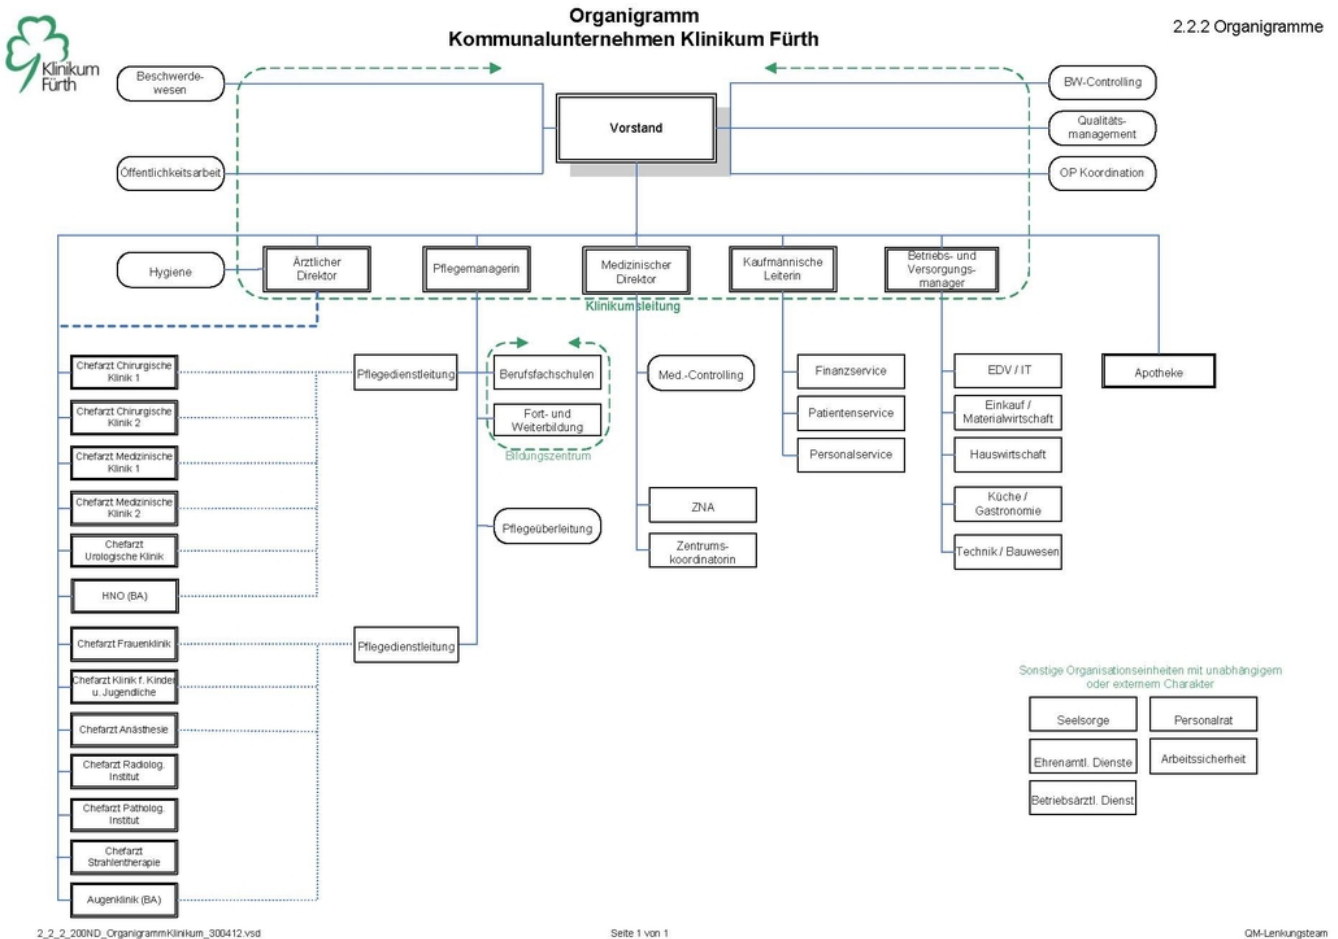 Organigramm
Kommunalunternehmen Klinikum Fürth
2.2.2 Organigramme
Klinikum
Fürth
Beschwerde-
wesen
BW-Controlling
Vorstand
Qualitäts-
management
Öffentlichkeitsarbeit
OP Koordination
Hygiene
Ärztlicher
Direktor
Pflegemanagerin
Medizinischer
Direktor
Kaufmännische
Leiterin
Betriebs- und
Versorgungs-
manager
Klinikumsleitung
Chefarzt Chirurgische
Klinik 1
Chefarzt Chirurgische
Klinik 2
Chefarzt Medizinische
Klinik 1
Chefarzt Medizinische
Klinik 2
Chefarzt
Urologische Klinik
HNO (BA)
Chefarzt Frauenklinik
Chefarzt Klinik f. Kinder
u. Jugendliche
Chefarzt Anästhesie
Chefarzt Radiolog.
Institut
Chefarzt Patholog.
Institut
Chefarzt
Strahlentherapie
Augenklinik (BA)
Pflegedienstleitung
Pflegedienstleitung
Berufsfachschulen
Fort- und
Weiterbildung
Bildungszentrum
Pflegeüberleitung
Med.-Controlling
ZNA
Zentrums-
koordinatorin
Finanzservice
Patientenservice
Personalservice
EDV / IT
Einkauf /
Materialwirtschaft
Hauswirtschaft
Küche /
Gastronomie
Technik / Bauwesen
Apotheke
Sonstige Organisationseinheiten mit unabhängigem
oder externem Charakter
Seelsorge
Personalrat
Ehrenamtl. Dienste
Arbeitssicherheit
Betriebsärztl. Dienst
2_2_2_200ND_OrganigrammKlinikum_300412.vsd
Seite 1 von 1
QM-Lenkungsteam